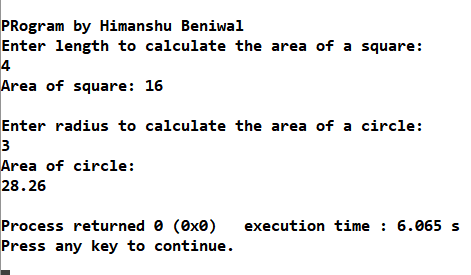 PRogram by Himanshu Beniwal
Enter length to calculate the area of a square:
4
Area of square: 16
Enter radius to calculate the area of a circle:
3
Area of circle:
28.26
Process returned 0 (0x0)   execution time : 6.065 s
Press any key to continue.